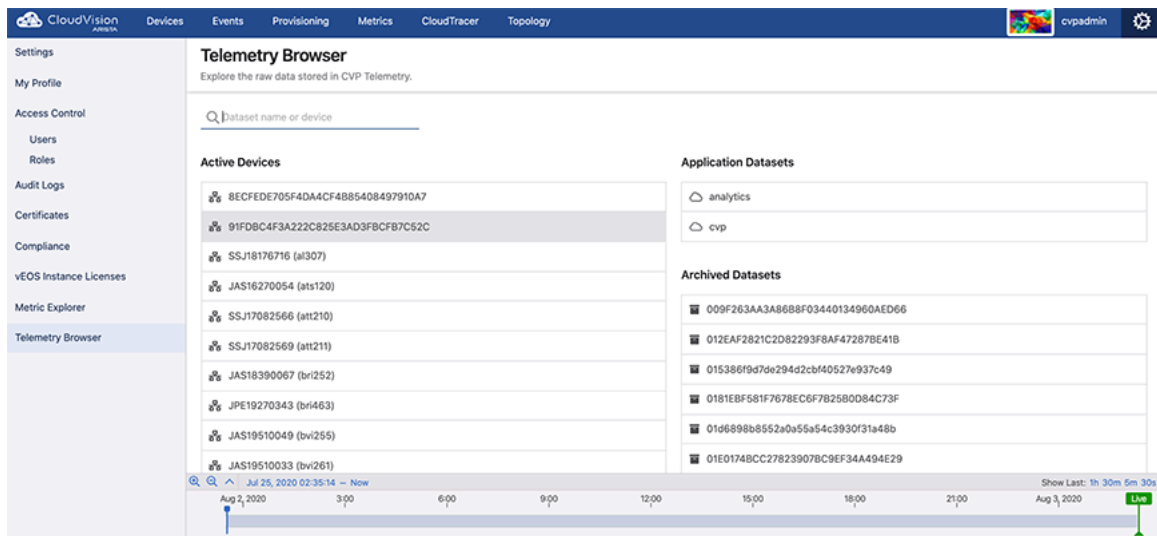 CloudVision
ARISTA
Devices
Events
Provisioning
Metrics
CloudTracer
Topology
cvpadmin
Settings
My Profile
Access Control
Users
Roles
Audit Logs
Certificates
Compliance
vEOS Instance Licenses
Metric Explorer
Telemetry Browser
Telemetry Browser
Explore the raw data stored in CVP Telemetry.
Dataset name or device
Active Devices
8ECFEDE705F4DA4CF4B85408497910A7
91FDBC4F3A222C825E3AD3FBCFB7C52C
SSJ18176716 (al307)
JAS16270054 (ats120)
SSJ17082566 (att210)
SSJ17082569 (att211)
JAS18390067 (bri252)
JPE19270343 (bri463)
JAS19510049 (bvi255)
JAS19510033 (bvi261)
Application Datasets
analytics
cvp
Archived Datasets
009F263AA3A86B8F03440134960AED66
012EAF2821C2D82293F8AF47287BE41B
015386f9d7de294d2cbf40527e937c49
0181EBF581F7678EC6F7B25B0D84C73F
01d6898b8552a0a55a54c3930f31a48b
01E0174BCC27823907BC9EF34A494E29
Jul 25, 2020 02:35:14 – Now
Show Last: 1h 30m 5m 30s
Aug 2, 2020 3:00 6:00 9:00 12:00 15:00 18:00 21:00 Aug 3, 2020 Live